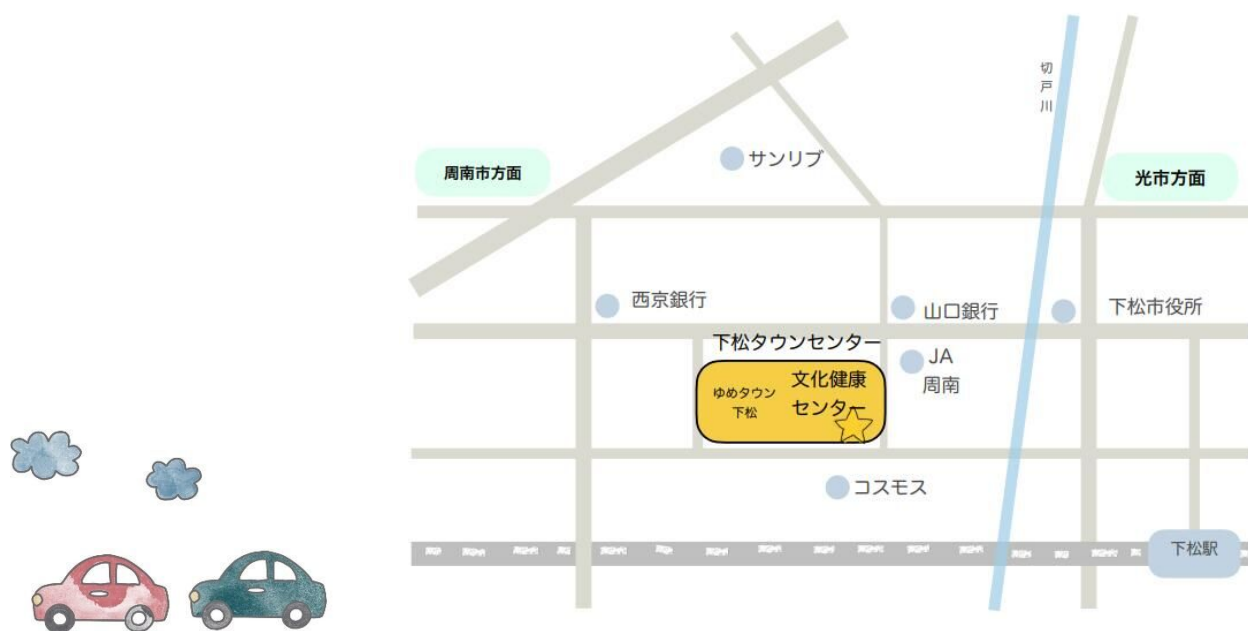 切
戸
川
サンリブ
周南市方面
光市方面
西京銀行
山口銀行
下松市役所
下松タウンセンター
JA
周南
ゆめタウン
下松
文化健康
センター
コスモス
下松駅